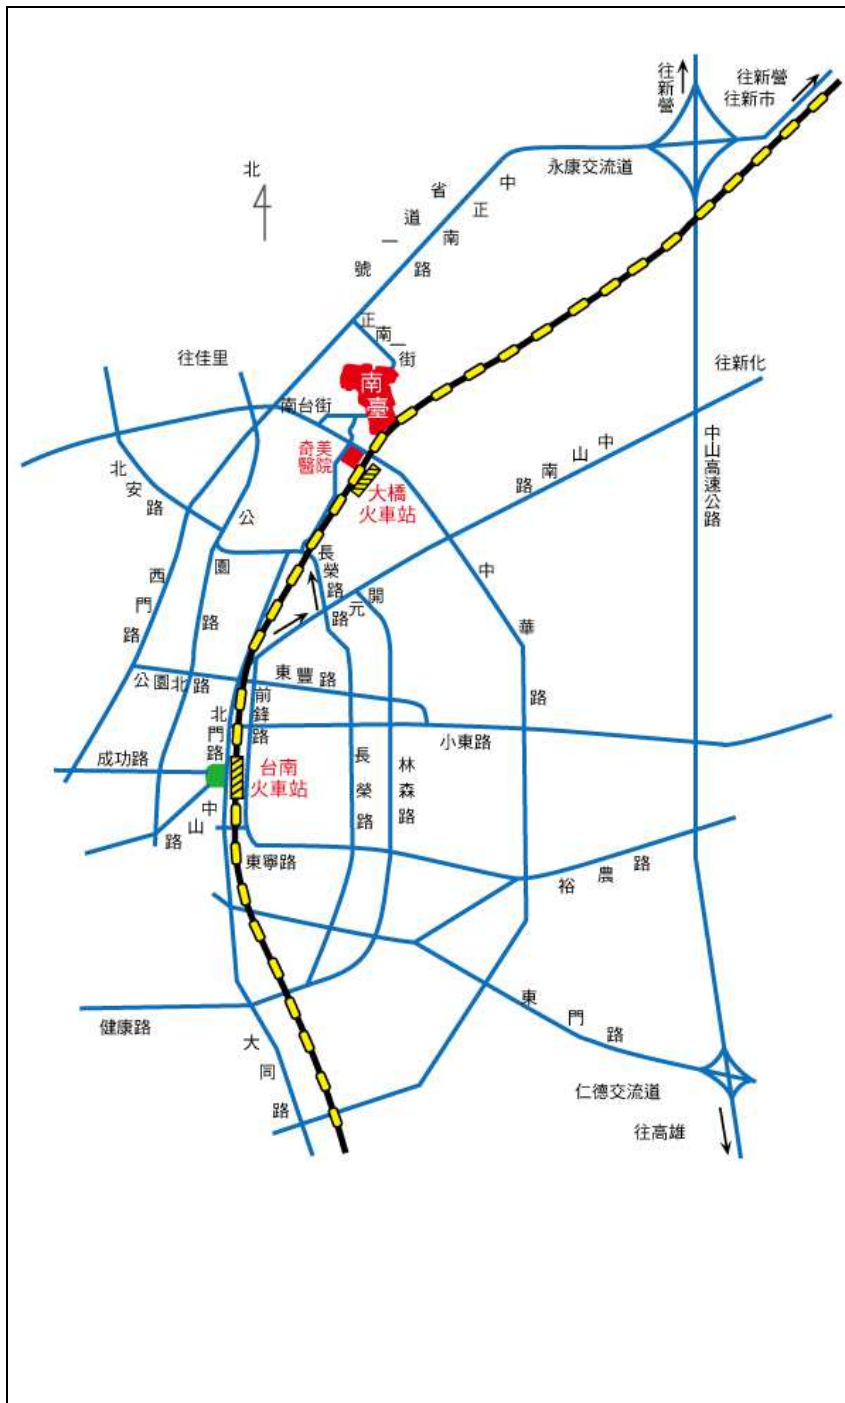 往新營
往新營
往新市
北
永康交流道
省道一號
中正南路
正南一街
往佳里
南臺
往新化
南台街
奇美
醫院
大橋
火車站
北安路
中山南路
中山高速公路
公園路
長榮路
開元路
中華路
西門路
公園北路
東豐路
前鋒路
北門路
小東路
成功路
台南
火車站
長榮路
林森路
中山路
東寧路
裕農路
健康路
大同路
東門路
仁德交流道
往高雄